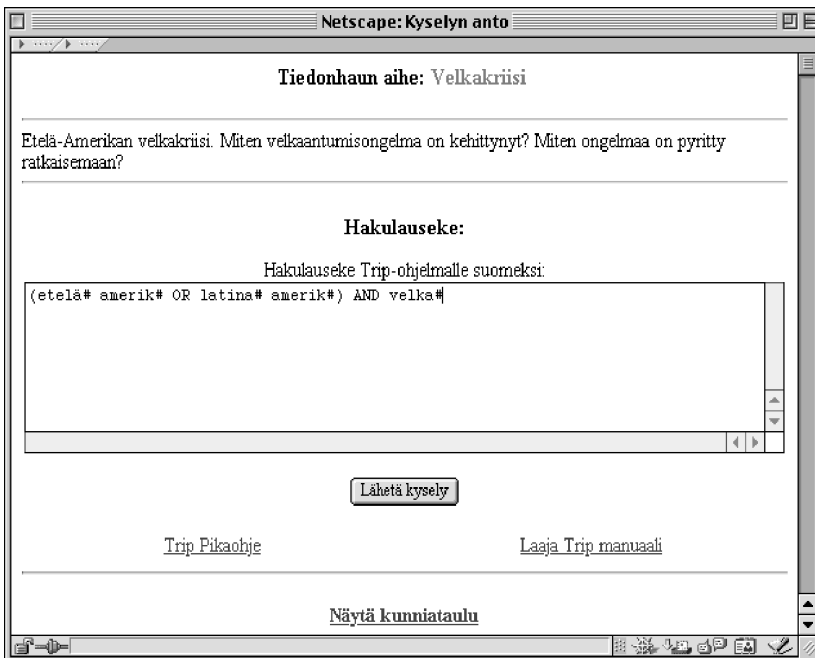 Netscape: Kyselyn anto
Tiedonhaun aihe: Velkakriisi
Etelä-Amerikan velkakriisi. Miten velkaantumisongelma on kehittynyt? Miten ongelmaa on pyritty
ratkaisemaan?
Hakulauseke:
Hakulauseke Trip-ohjelmalle suomeksi:
(etelä# amerik# OR latina# amerik#) AND velka#
Lähetä kysely
Trip Pikaohje Laaja Trip manuaali
Näytä kunniataulu